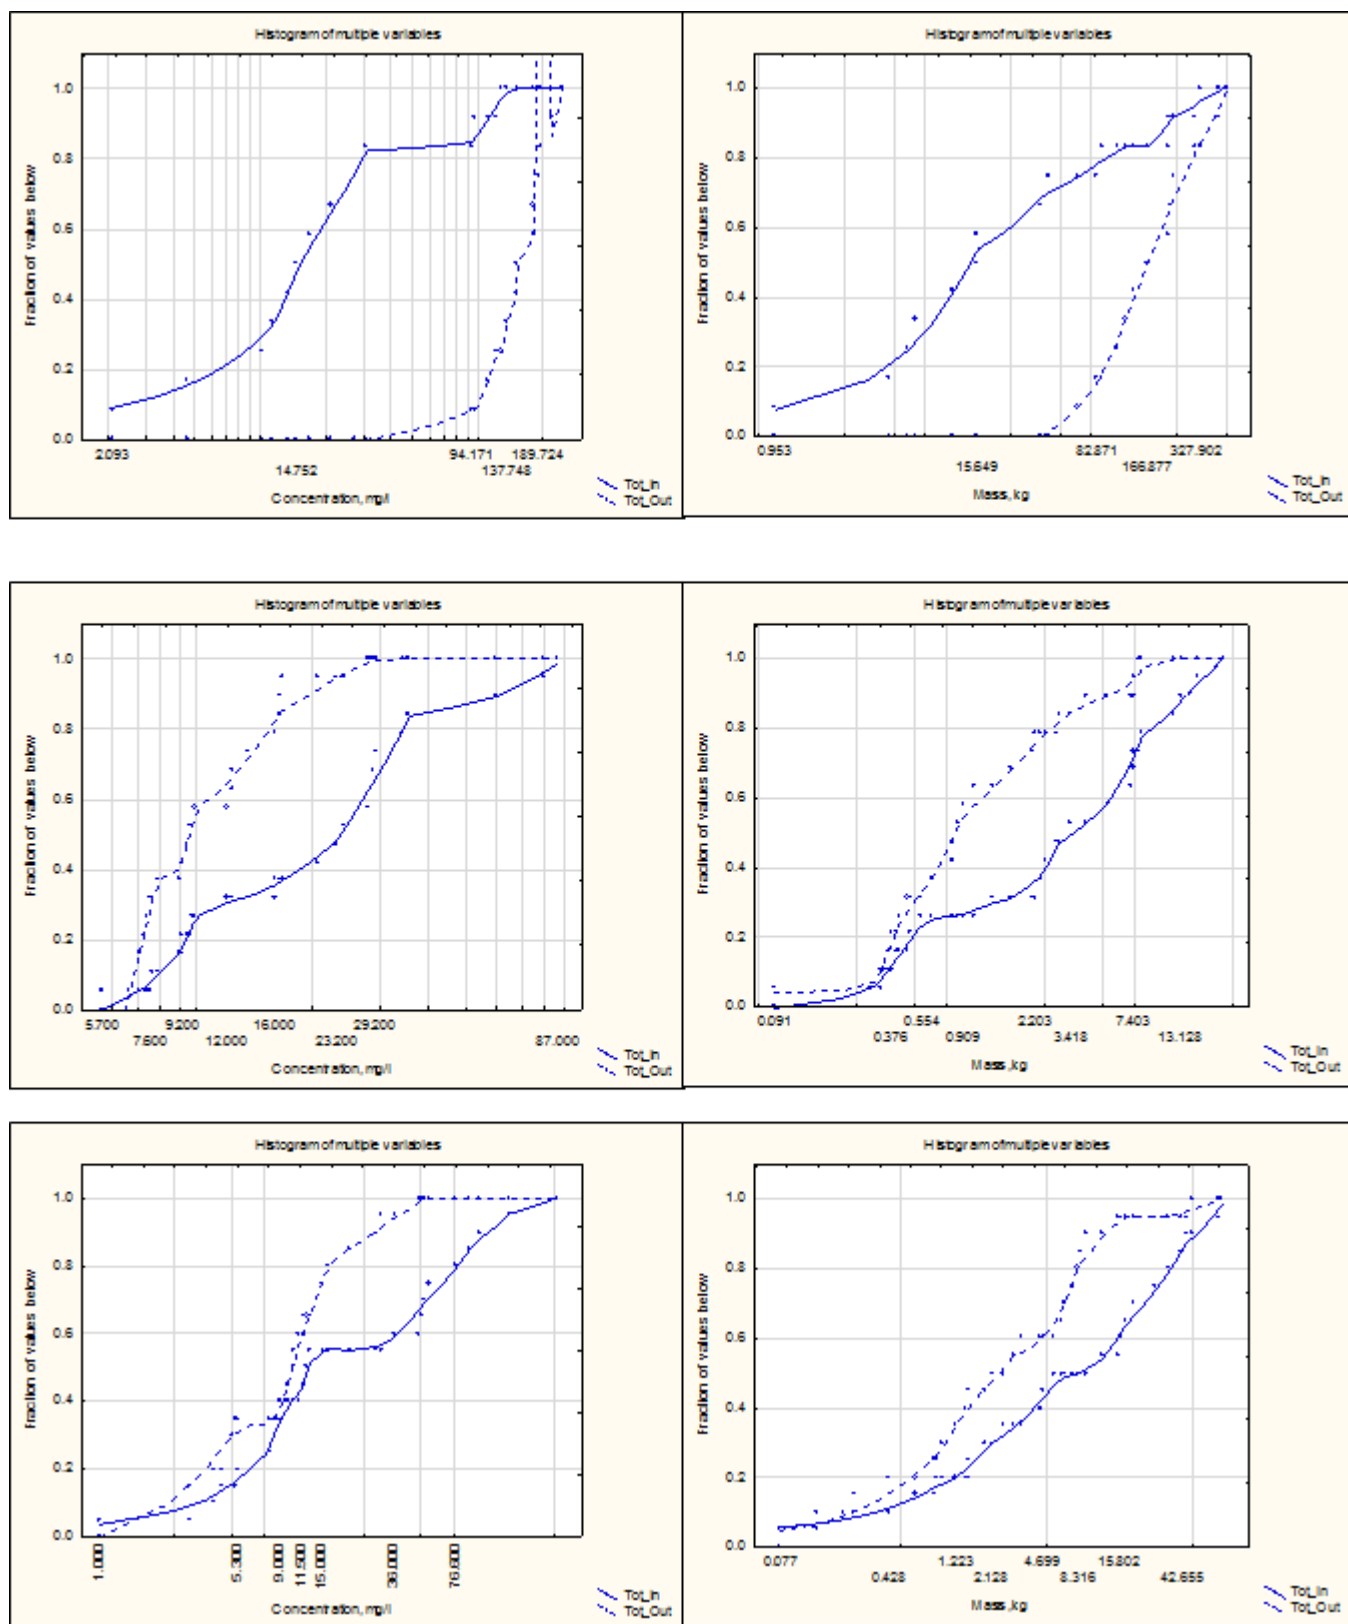 Histogram of multiple variables
Fraction of values below
1.0
0.8
0.6
0.4
0.2
0.0
2.093 94.171 189.724
14.752 137.748
Concentration, mg/l
Tot_In
Tot_Out
Histogram of multiple variables
Fraction of values below
1.0
0.8
0.6
0.4
0.2
0.0
0.953 15.649 82.871 327.902
166.877
Mass, kg
Tot_In
Tot_Out
Histogram of multiple variables
Fraction of values below
1.0
0.8
0.6
0.4
0.2
0.0
5.700 9.200 16.000 29.200
7.600 12.000 23.200 87.000
Concentration, mg/l
Tot_In
Tot_Out
Histogram of multiple variables
Fraction of values below
1.0
0.8
0.6
0.4
0.2
0.0
0.091 0.554 2.203 7.403
0.376 0.909 3.418 13.128
Mass, kg
Tot_In
Tot_Out
Histogram of multiple variables
Fraction of values below
1.0
0.8
0.6
0.4
0.2
0.0
1.000 5.300 9.000 11.500 15.000 36.000 76.600
Concentration, mg/l
Tot_In
Tot_Out
Histogram of multiple variables
Fraction of values below
1.0
0.8
0.6
0.4
0.2
0.0
0.077 1.223 4.699 15.802
0.428 2.128 8.316 42.655
Mass, kg
Tot_In
Tot_Out